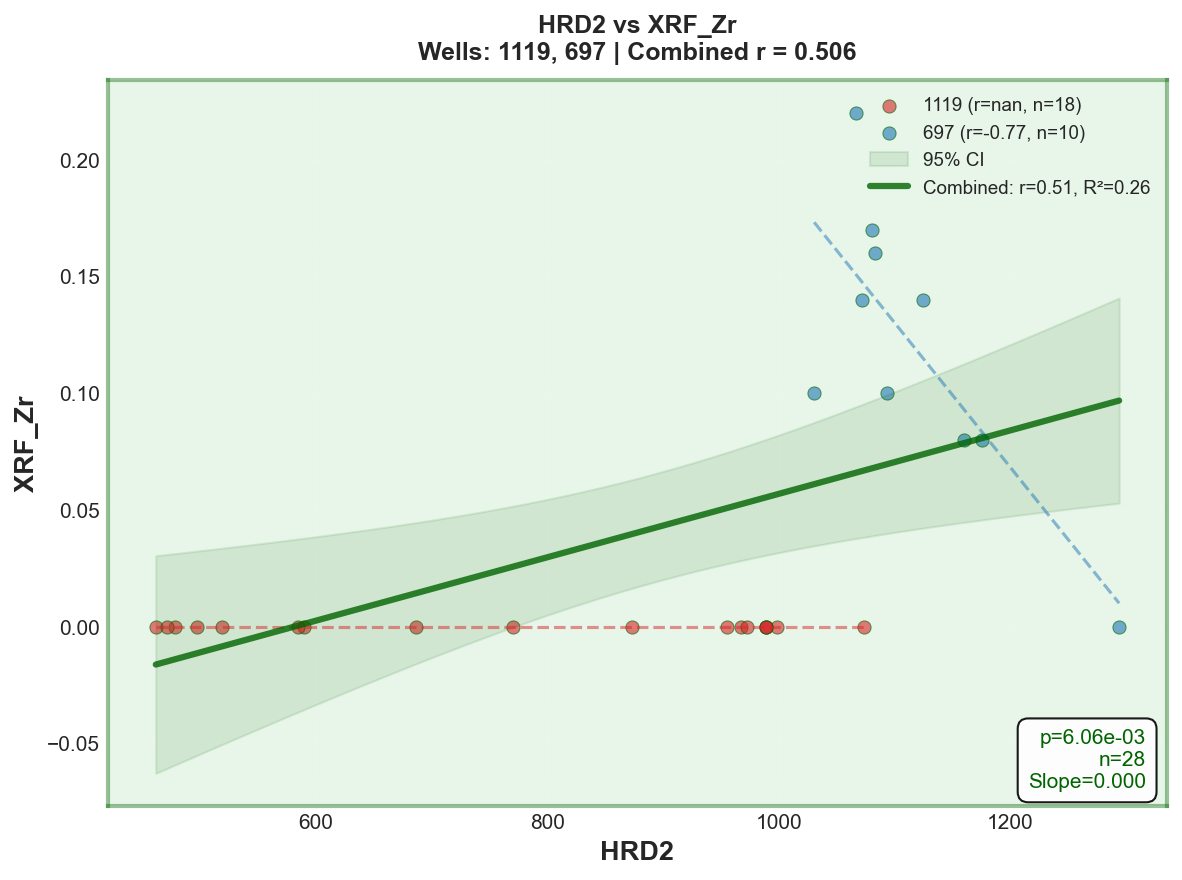 HRD2 vs XRF_Zr
Wells: 1119, 697 | Combined r = 0.506
1119 (r=nan, n=18)
697 (r=-0.77, n=10)
95% CI
Combined: r=0.51, R²=0.26
XRF_Zr
0.20
0.15
0.10
0.05
0.00
−0.05
p=6.06e-03
n=28
Slope=0.000
600
800
1000
1200
HRD2